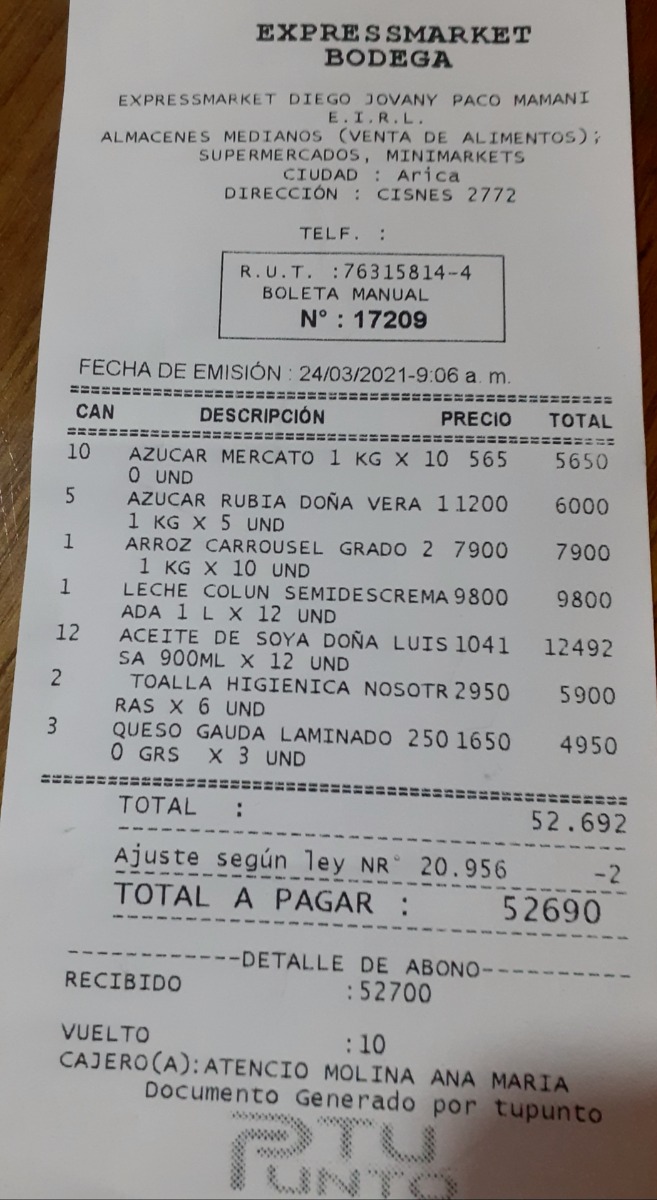 EXPRESSMARKET
BODEGA
EXPRESSMARKET DIEGO JOVANY PACO MAMANI
E.I.R.L.
ALMACENES MEDIANOS (VENTA DE ALIMENTOS);
SUPERMERCADOS, MINIMARKETS
CIUDAD : Arica
DIRECCIÓN : CISNES 2772
TELF. :
R.U.T. :76315814-4
BOLETA MANUAL
N° : 17209
FECHA DE EMISIÓN : 24/03/2021-9:06 a. m.
CAN DESCRIPCIÓN PRECIO TOTAL
10 AZUCAR MERCATO 1 KG X 10 565 5650
0 UND
5 AZUCAR RUBIA DOÑA VERA 1 1200 6000
1 KG X 5 UND
1 ARROZ CARROUSEL GRADO 2 7900 7900
1 KG X 10 UND
1 LECHE COLUN SEMIDESCREMA 9800 9800
ADA 1 L X 12 UND
12 ACEITE DE SOYA DOÑA LUIS 1041 12492
SA 900ML X 12 UND
2 TOALLA HIGIENICA NOSOTR 2950 5900
RAS X 6 UND
3 QUESO GAUDA LAMINADO 250 1650 4950
0 GRS X 3 UND
TOTAL : 52.692
Ajuste según ley NR° 20.956 -2
TOTAL A PAGAR : 52690
------------DETALLE DE ABONO-----------
RECIBIDO :52700
VUELTO :10
CAJERO(A):ATENCIO MOLINA ANA MARIA
Documento Generado por tupunto
TU
PUNTO